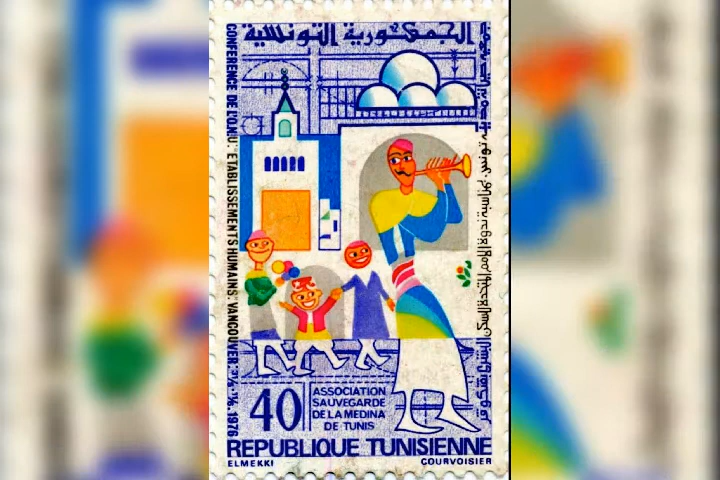 الجمهورية التونسية
CONFERENCE DE L'O.N.U. "ETABLISSEMENTS HUMAINS" VANCOUVER: 31/5-11/6.1976
40
ASSOCIATION
SAUVEGARDE
DE LA MEDINA
DE TUNIS
REPUBLIQUE TUNISIENNE
ELMEKKI
COURVOISIER